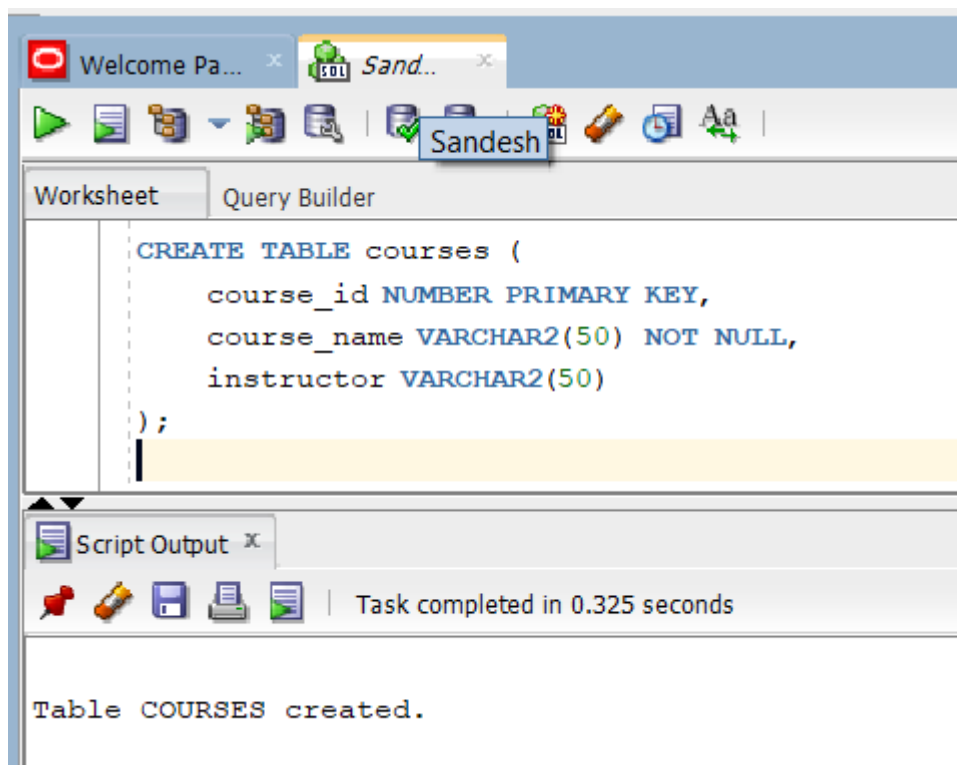 Welcome Pa...
Sand...
Sandesh
Worksheet
Query Builder
CREATE TABLE courses (
    course_id NUMBER PRIMARY KEY,
    course_name VARCHAR2(50) NOT NULL,
    instructor VARCHAR2(50)
);
Script Output
Task completed in 0.325 seconds
Table COURSES created.